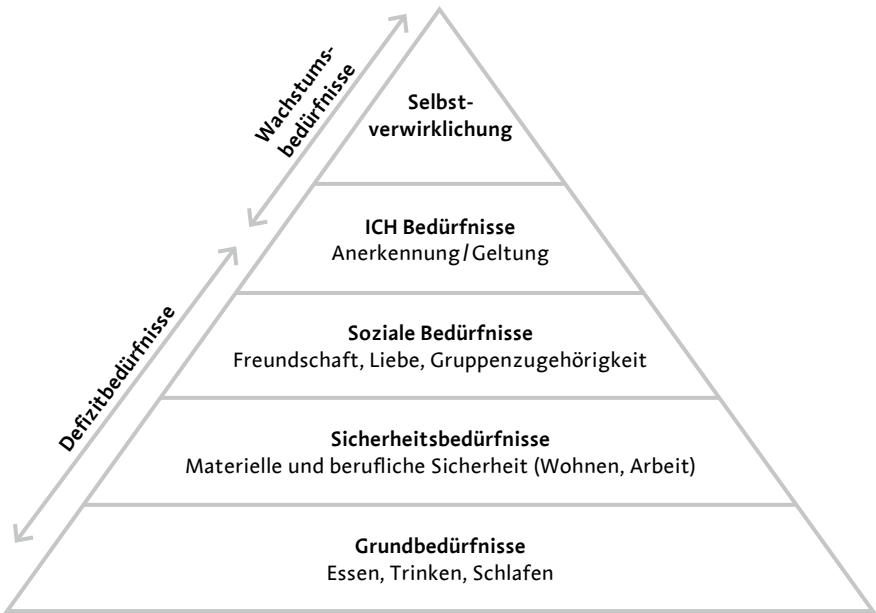 Wachstums-
bedürfnisse
Selbst-
verwirklichung
ICH Bedürfnisse
Anerkennung/Geltung
Defizitbedürfnisse
Soziale Bedürfnisse
Freundschaft, Liebe, Gruppenzugehörigkeit
Sicherheitsbedürfnisse
Materielle und berufliche Sicherheit (Wohnen, Arbeit)
Grundbedürfnisse
Essen, Trinken, Schlafen